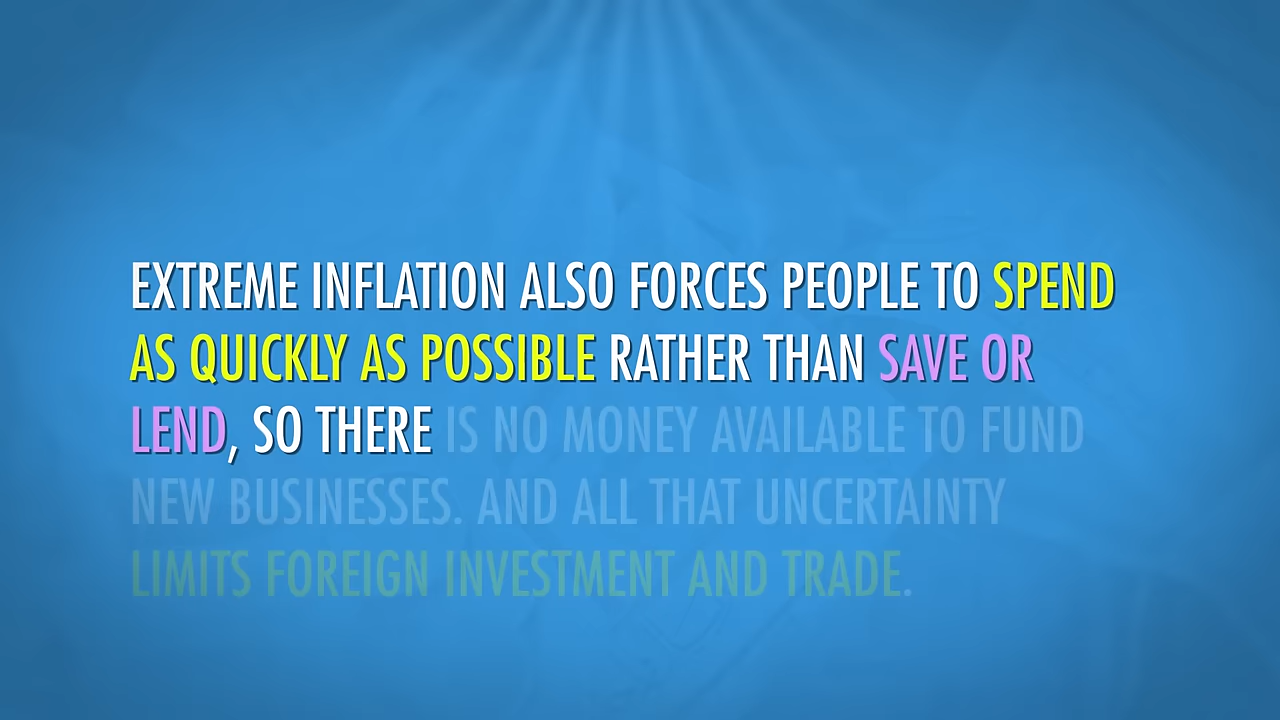 EXTREME INFLATION ALSO FORCES PEOPLE TO SPEND
AS QUICKLY AS POSSIBLE RATHER THAN SAVE OR
LEND, SO THERE IS NO MONEY AVAILABLE TO FUND
NEW BUSINESSES. AND ALL THAT UNCERTAINTY
LIMITS FOREIGN INVESTMENT AND TRADE.